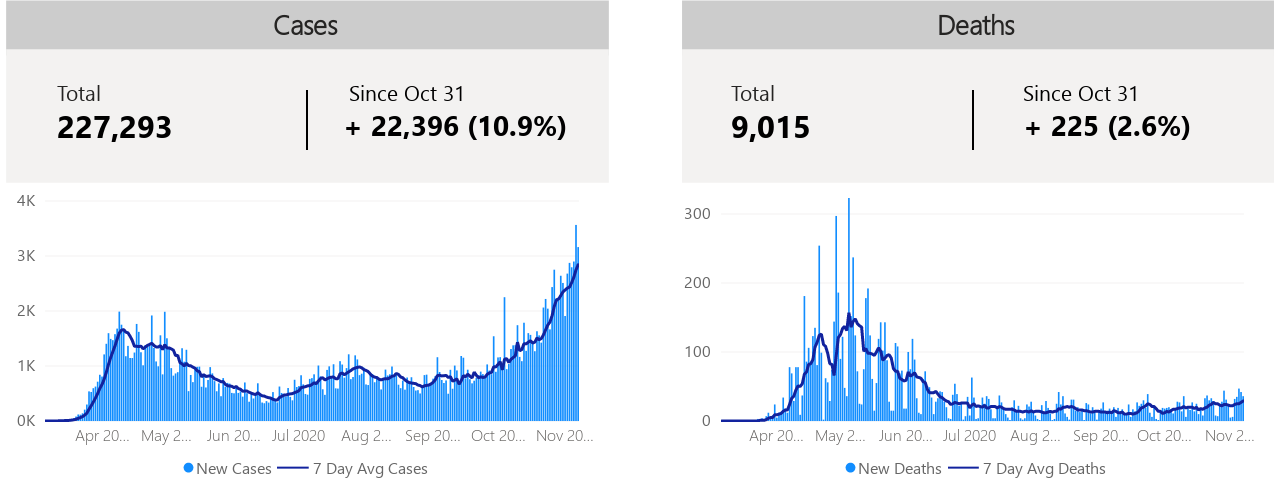 Cases
Total
227,293
Since Oct 31
+ 22,396 (10.9%)
4K
3K
2K
1K
0K
Apr 20... May 2... Jun 20... Jul 2020 Aug 2... Sep 20... Oct 20... Nov 20...
New Cases 7 Day Avg Cases
Deaths
Total
9,015
Since Oct 31
+ 225 (2.6%)
300
200
100
0
Apr 20... May 2... Jun 20... Jul 2020 Aug 2... Sep 20... Oct 20... Nov 2...
New Deaths 7 Day Avg Deaths